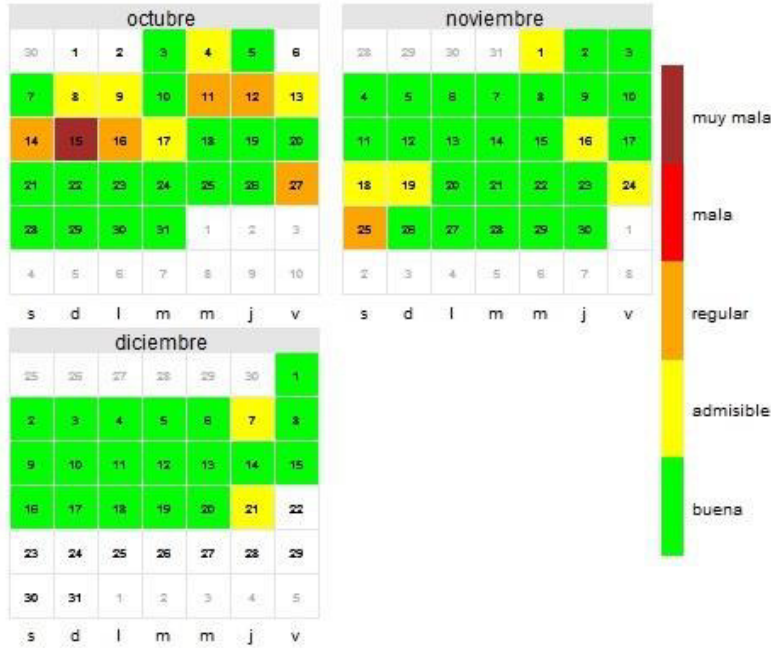 octubre
30 1 2 3 4 5 6
7 8 9 10 11 12 13
14 15 16 17 18 19 20
21 22 23 24 25 26 27
28 29 30 31 1 2 3
4 5 6 7 8 9 10
s d l m m j v
noviembre
28 29 30 31 1 2 3
4 5 6 7 8 9 10
11 12 13 14 15 16 17
18 19 20 21 22 23 24
25 26 27 28 29 30 1
2 3 4 5 6 7 8
s d l m m j v
diciembre
25 26 27 28 29 30 1
2 3 4 5 6 7 8
9 10 11 12 13 14 15
16 17 18 19 20 21 22
23 24 25 26 27 28 29
30 31 1 2 3 4 5
s d l m m j v
muy mala
mala
regular
admisible
buena